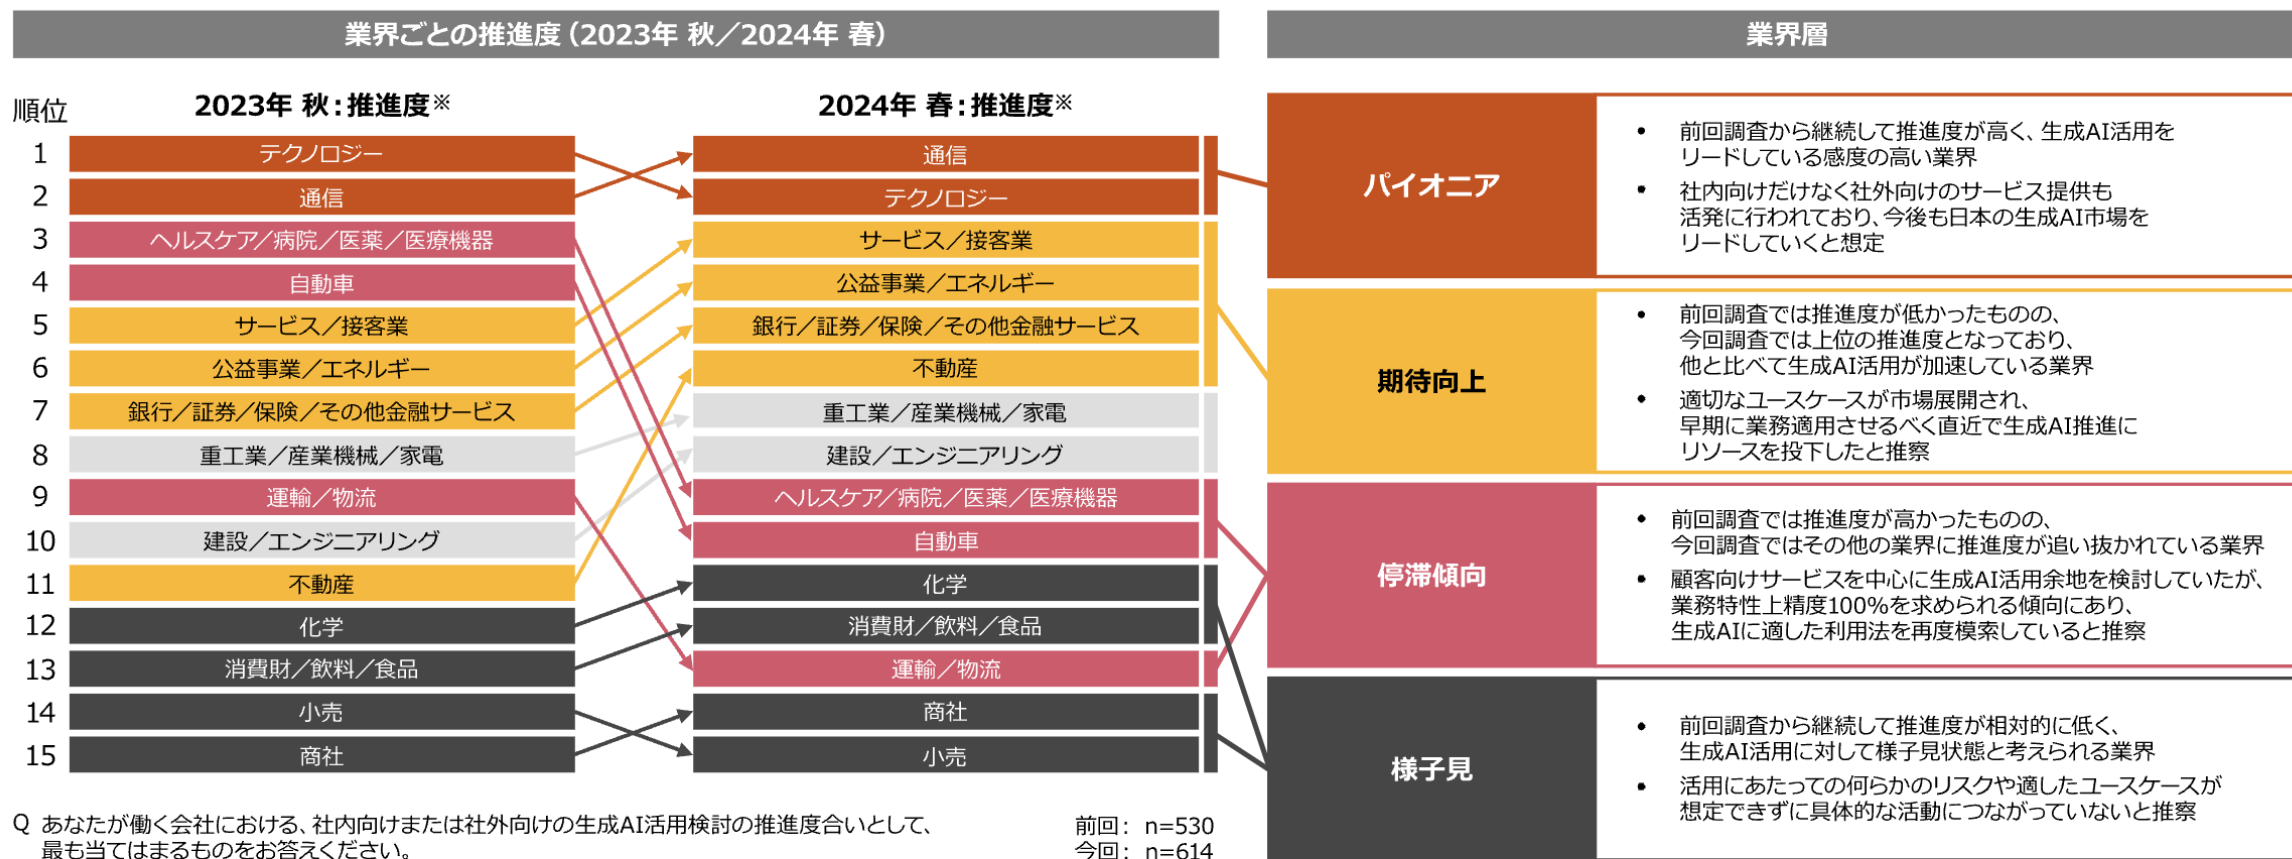 業界ごとの推進度（2023年 秋／2024年 春）
順位
2023年 秋：推進度※
2024年 春：推進度※
1
テクノロジー
通信
2
通信
テクノロジー
3
ヘルスケア／病院／医薬／医療機器
サービス／接客業
4
自動車
公益事業／エネルギー
5
サービス／接客業
銀行／証券／保険／その他金融サービス
6
公益事業／エネルギー
不動産
7
銀行／証券／保険／その他金融サービス
重工業／産業機械／家電
8
重工業／産業機械／家電
建設／エンジニアリング
9
運輸／物流
ヘルスケア／病院／医薬／医療機器
10
建設／エンジニアリング
自動車
11
不動産
化学
12
化学
消費財／飲料／食品
13
消費財／飲料／食品
運輸／物流
14
小売
商社
15
商社
小売
Q あなたが働く会社における、社内向けまたは社外向けの生成AI活用検討の推進度合いとして、
最も当てはまるものをお答えください。
前回： n=530
今回： n=614
業界層
パイオニア
• 前回調査から継続して推進度が高く、生成AI活用を
リードしている感度の高い業界
• 社内向けだけなく社外向けのサービス提供も
活発に行われており、今後も日本の生成AI市場を
リードしていくと想定
期待向上
• 前回調査では推進度が低かったものの、
今回調査では上位の推進度となっており、
他と比べて生成AI活用が加速している業界
• 適切なユースケースが市場展開され、
早期に業務適用させるべく直近で生成AI推進に
リソースを投下したと推察
停滞傾向
• 前回調査では推進度が高かったものの、
今回調査ではその他の業界に推進度が追い抜かれている業界
• 顧客向けサービスを中心に生成AI活用余地を検討していたが、
業務特性上精度100%を求められる傾向にあり、
生成AIに適した利用法を再度模索していると推察
様子見
• 前回調査から継続して推進度が相対的に低く、
生成AI活用に対して様子見状態と考えられる業界
• 活用にあたっての何らかのリスクや適したユースケースが
想定できずに具体的な活動につながっていないと推察